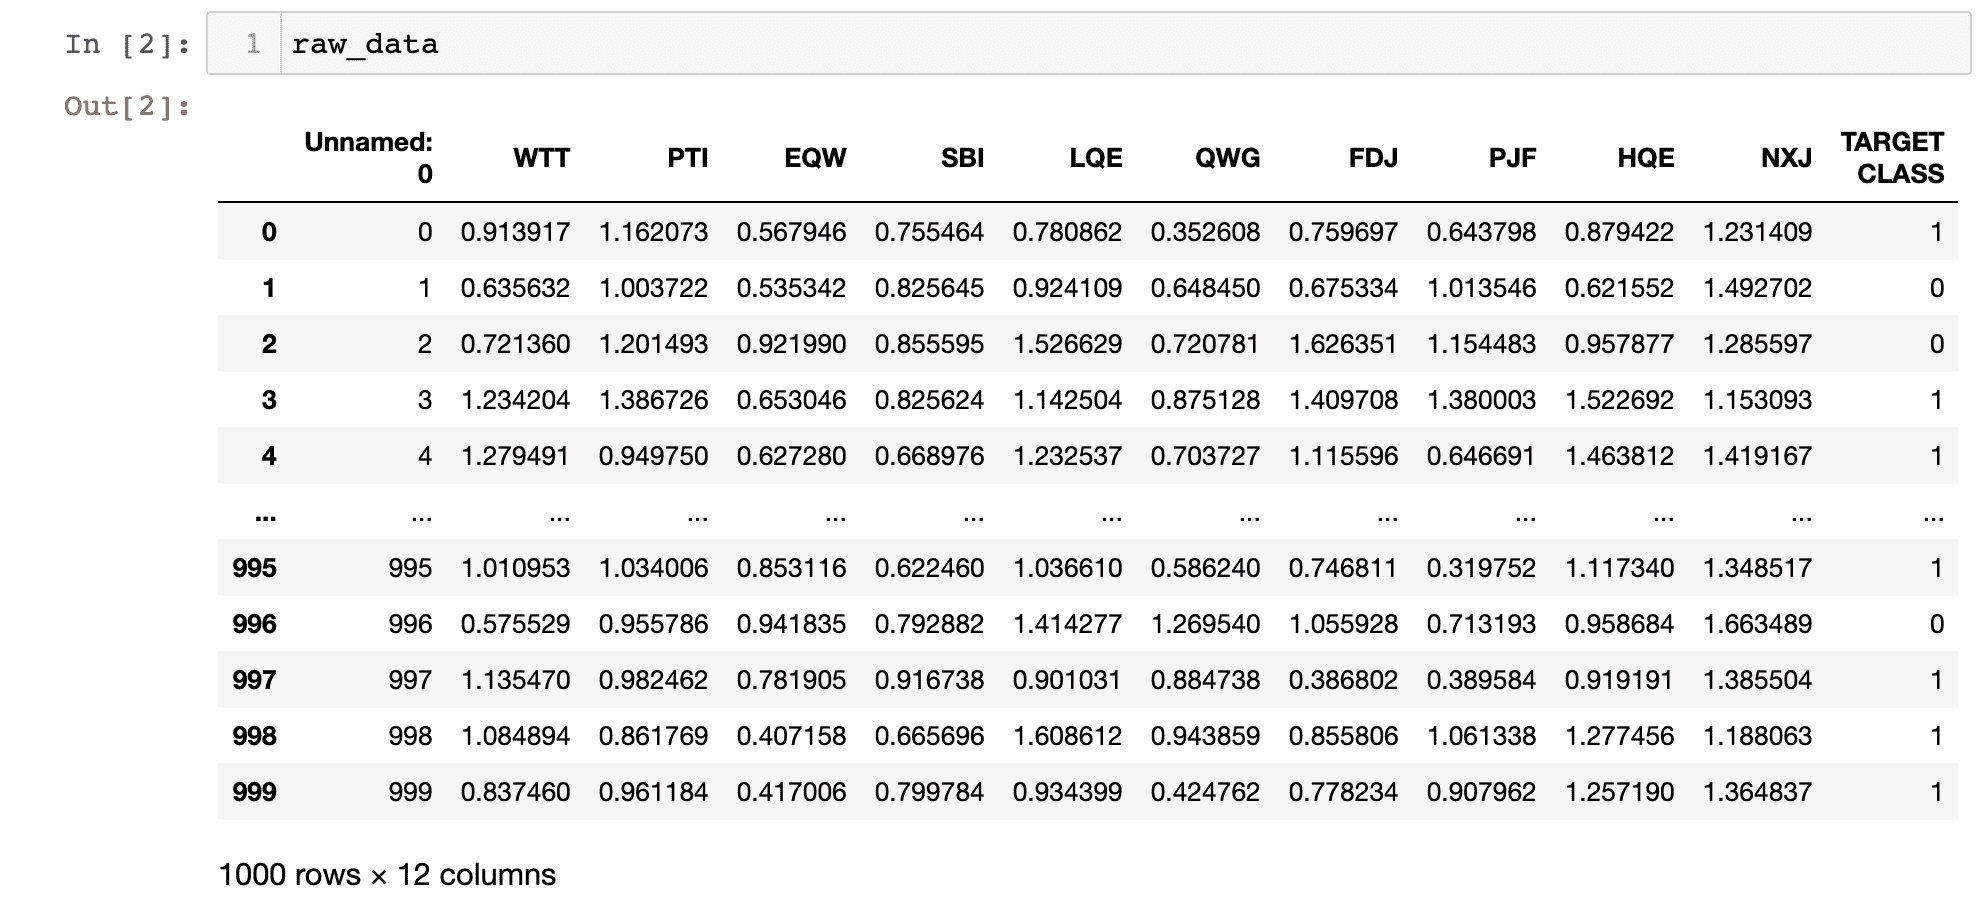 In [2]: 1 raw_data
Out[2]:
Unnamed: 0 WTT PTI EQW SBI LQE QWG FDJ PJF HQE NXJ TARGET CLASS
0 0 0.913917 1.162073 0.567946 0.755464 0.780862 0.352608 0.759697 0.643798 0.879422 1.231409 1
1 1 0.635632 1.003722 0.535342 0.825645 0.924109 0.648450 0.675334 1.013546 0.621552 1.492702 0
2 2 0.721360 1.201493 0.921990 0.855595 1.526629 0.720781 1.626351 1.154483 0.957877 1.285597 0
3 3 1.234204 1.386726 0.653046 0.825624 1.142504 0.875128 1.409708 1.380003 1.522692 1.153093 1
4 4 1.279491 0.949750 0.627280 0.668976 1.232537 0.703727 1.115596 0.646691 1.463812 1.419167 1
... ... ... ... ... ... ... ... ... ... ... ... ...
995 995 1.010953 1.034006 0.853116 0.622460 1.036610 0.586240 0.746811 0.319752 1.117340 1.348517 1
996 996 0.575529 0.955786 0.941835 0.792882 1.414277 1.269540 1.055928 0.713193 0.958684 1.663489 0
997 997 1.135470 0.982462 0.781905 0.916738 0.901031 0.884738 0.386802 0.389584 0.919191 1.385504 1
998 998 1.084894 0.861769 0.407158 0.665696 1.608612 0.943859 0.855806 1.061338 1.277456 1.188063 1
999 999 0.837460 0.961184 0.417006 0.799784 0.934399 0.424762 0.778234 0.907962 1.257190 1.364837 1
1000 rows × 12 columns